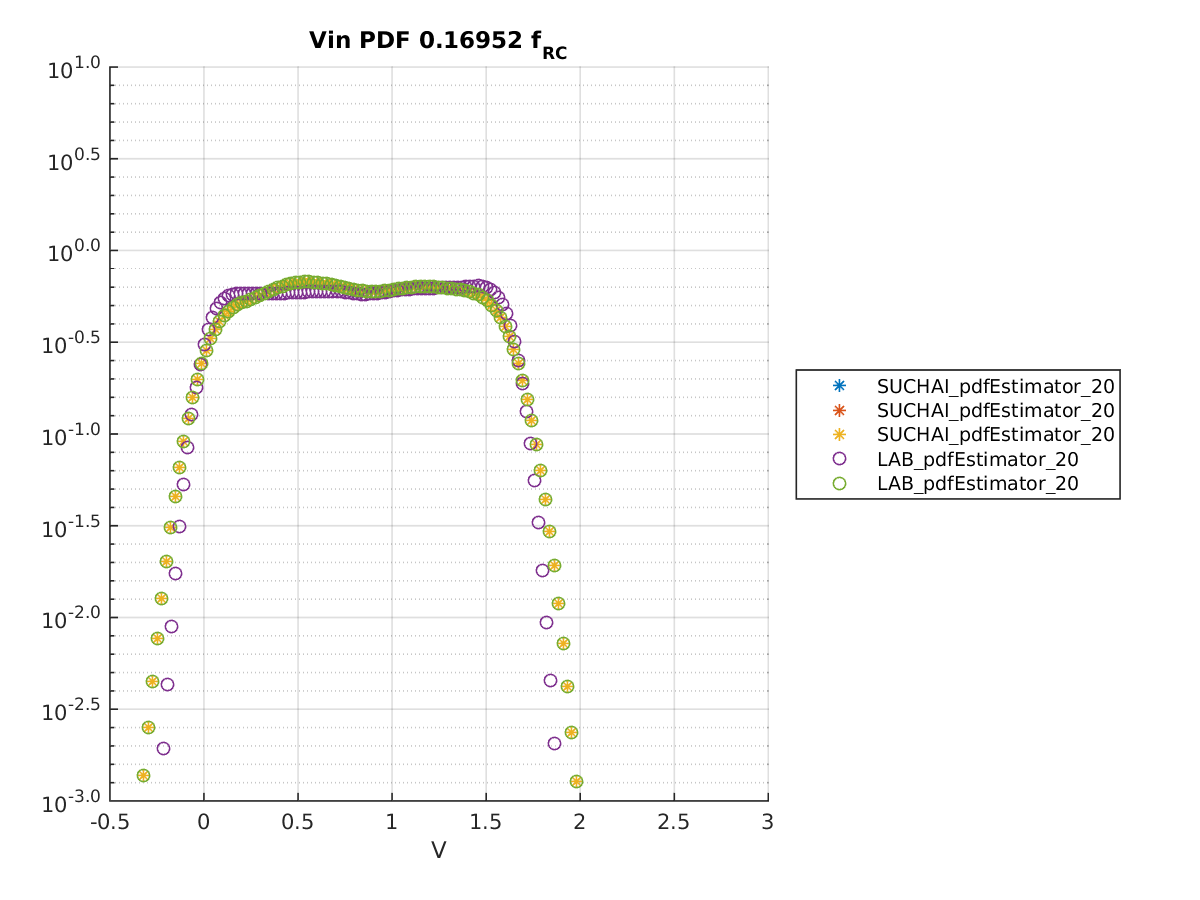 Vin PDF 0.16952 f_RC
10^1.0
10^0.5
10^0.0
10^-0.5
10^-1.0
10^-1.5
10^-2.0
10^-2.5
10^-3.0
-0.5 0 0.5 1 1.5 2 2.5 3
V
SUCHAI_pdfEstimator_20
SUCHAI_pdfEstimator_20
SUCHAI_pdfEstimator_20
LAB_pdfEstimator_20
LAB_pdfEstimator_20